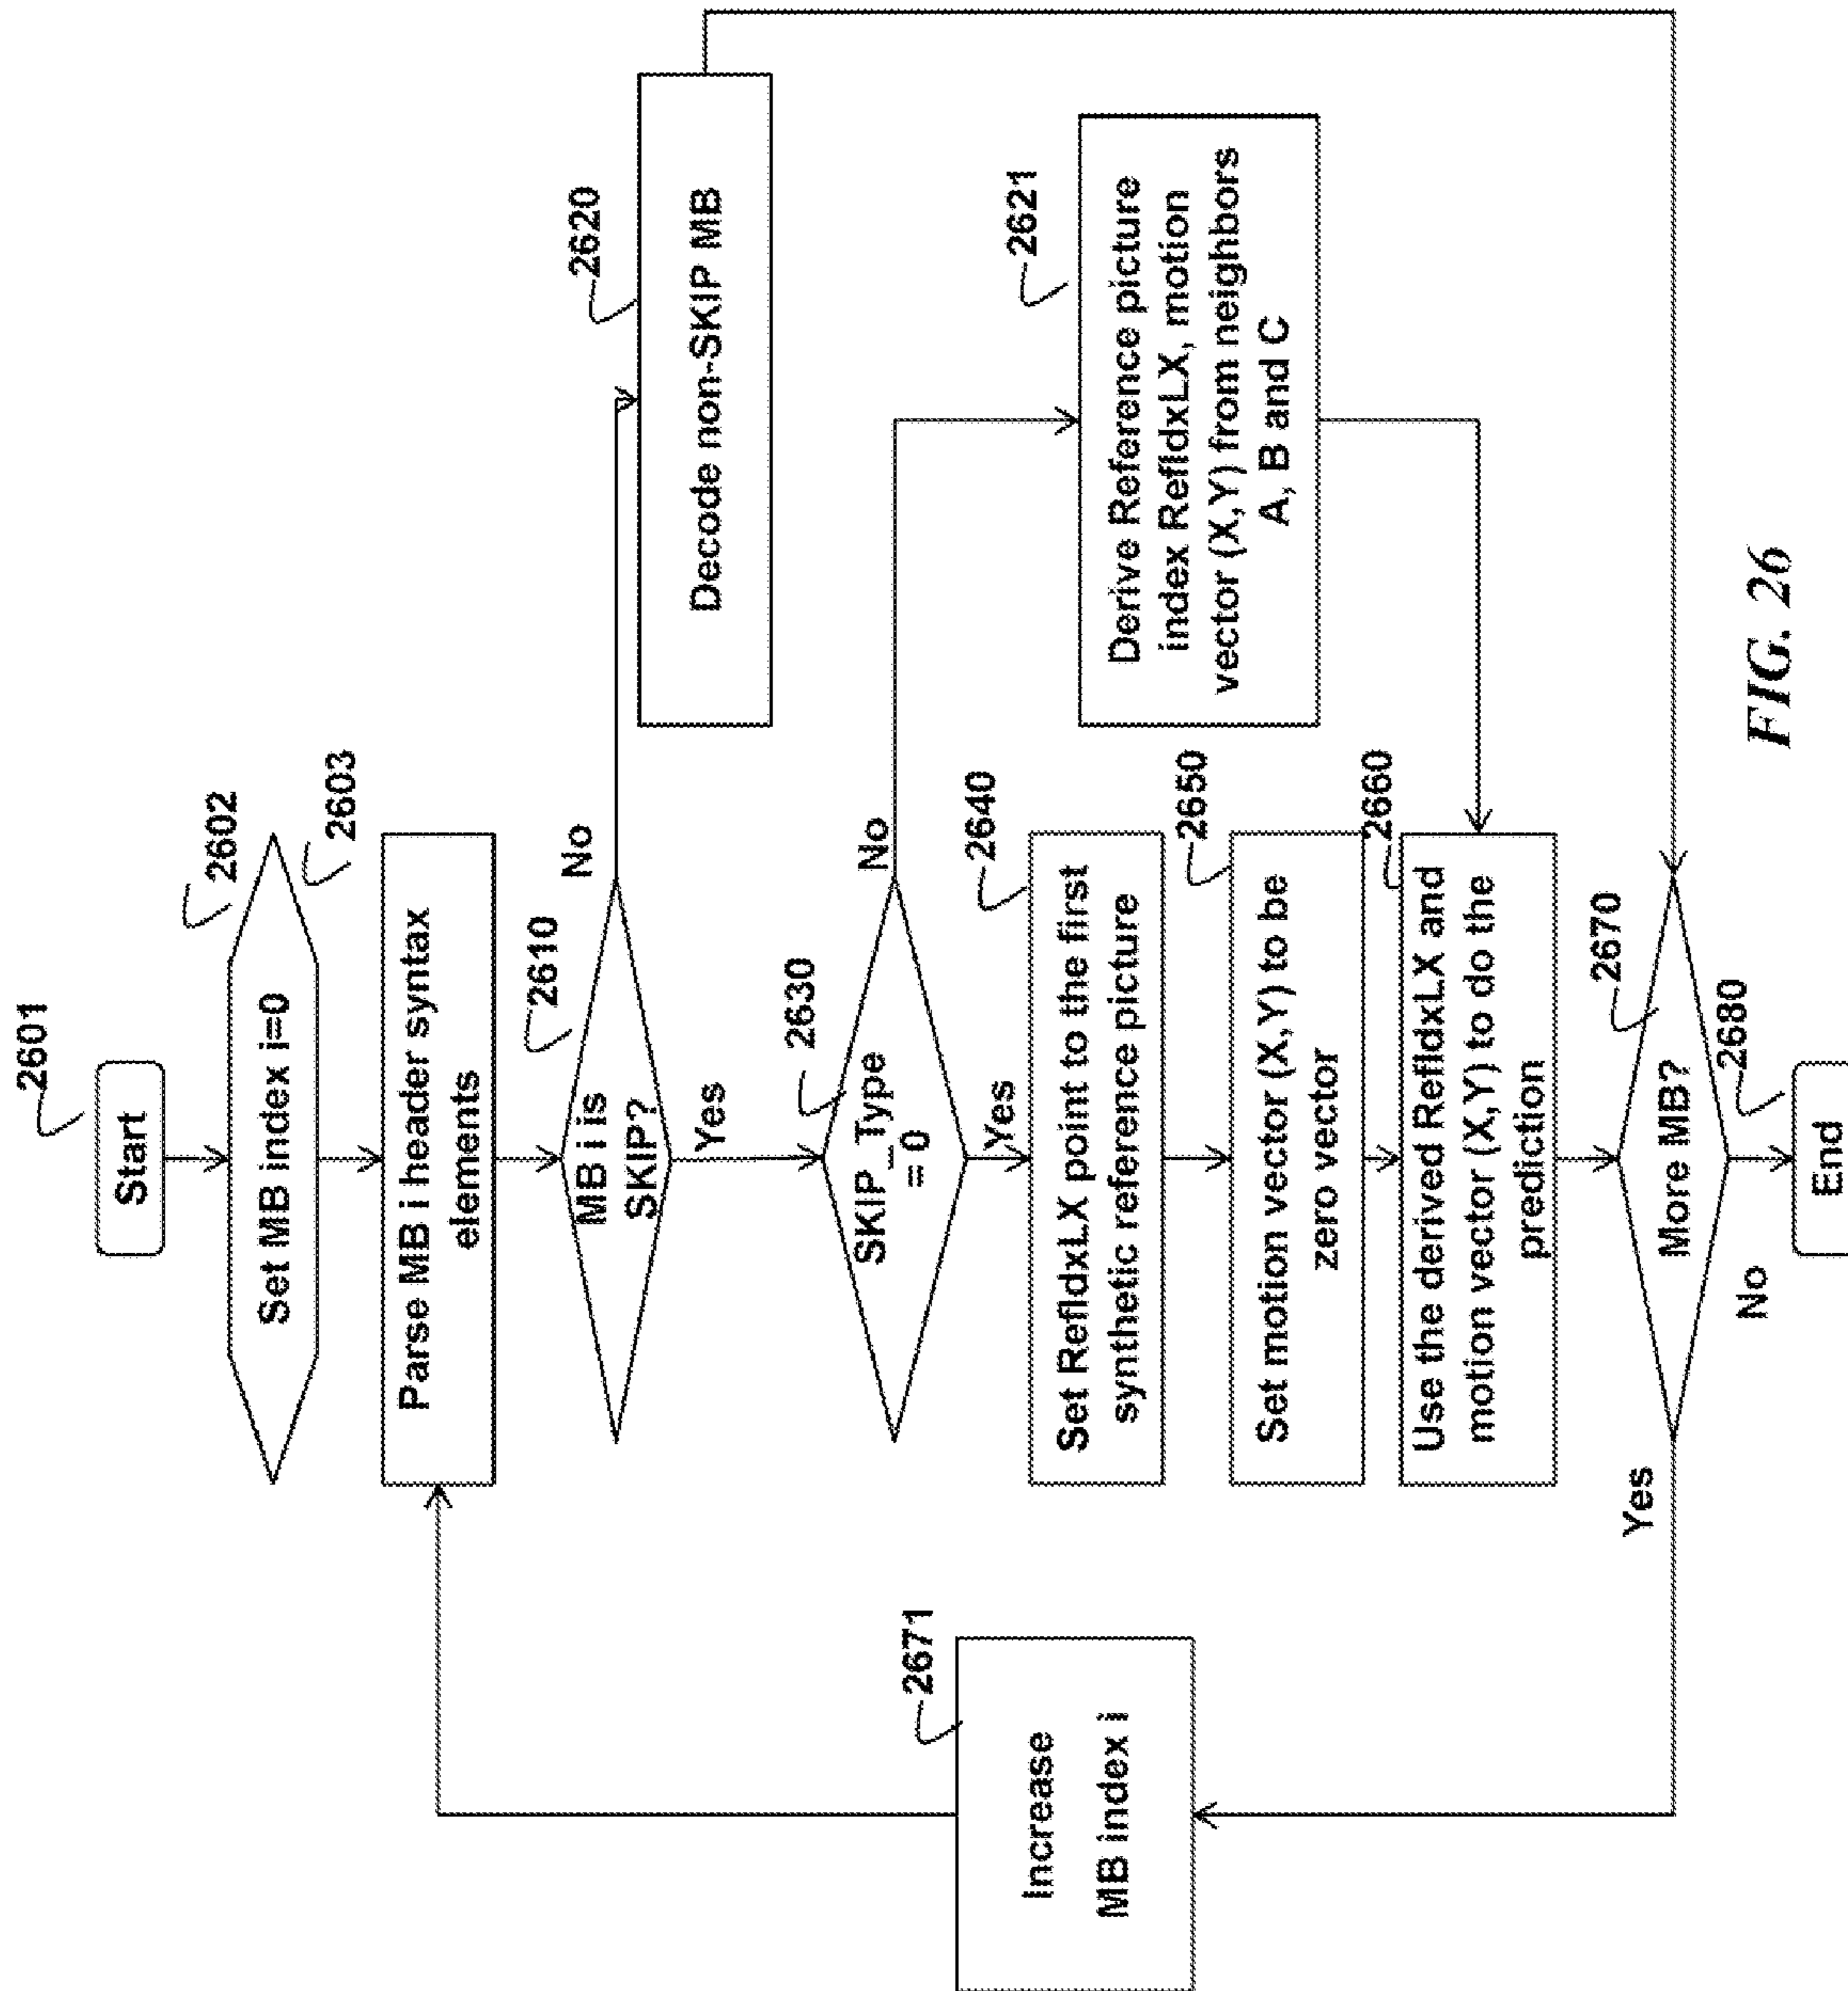 2601
Start
2602
Set MB index i=0
2603
Parse MB i header syntax
elements
2610
MB i is
SKIP?
No
Yes
2620
Decode non-SKIP MB
2630
SKIP_Type
= 0
No
Yes
2621
Derive Reference picture
index RefIdxLX, motion
vector (X,Y) from neighbors
A, B and C
2640
Set RefIdxLX point to the first
synthetic reference picture
2650
Set motion vector (X,Y) to be
zero vector
2660
Use the derived RefIdxLX and
motion vector (X,Y) to do the
prediction
2670
More MB?
Yes
No
2671
Increase
MB index i
2680
End
FIG. 26